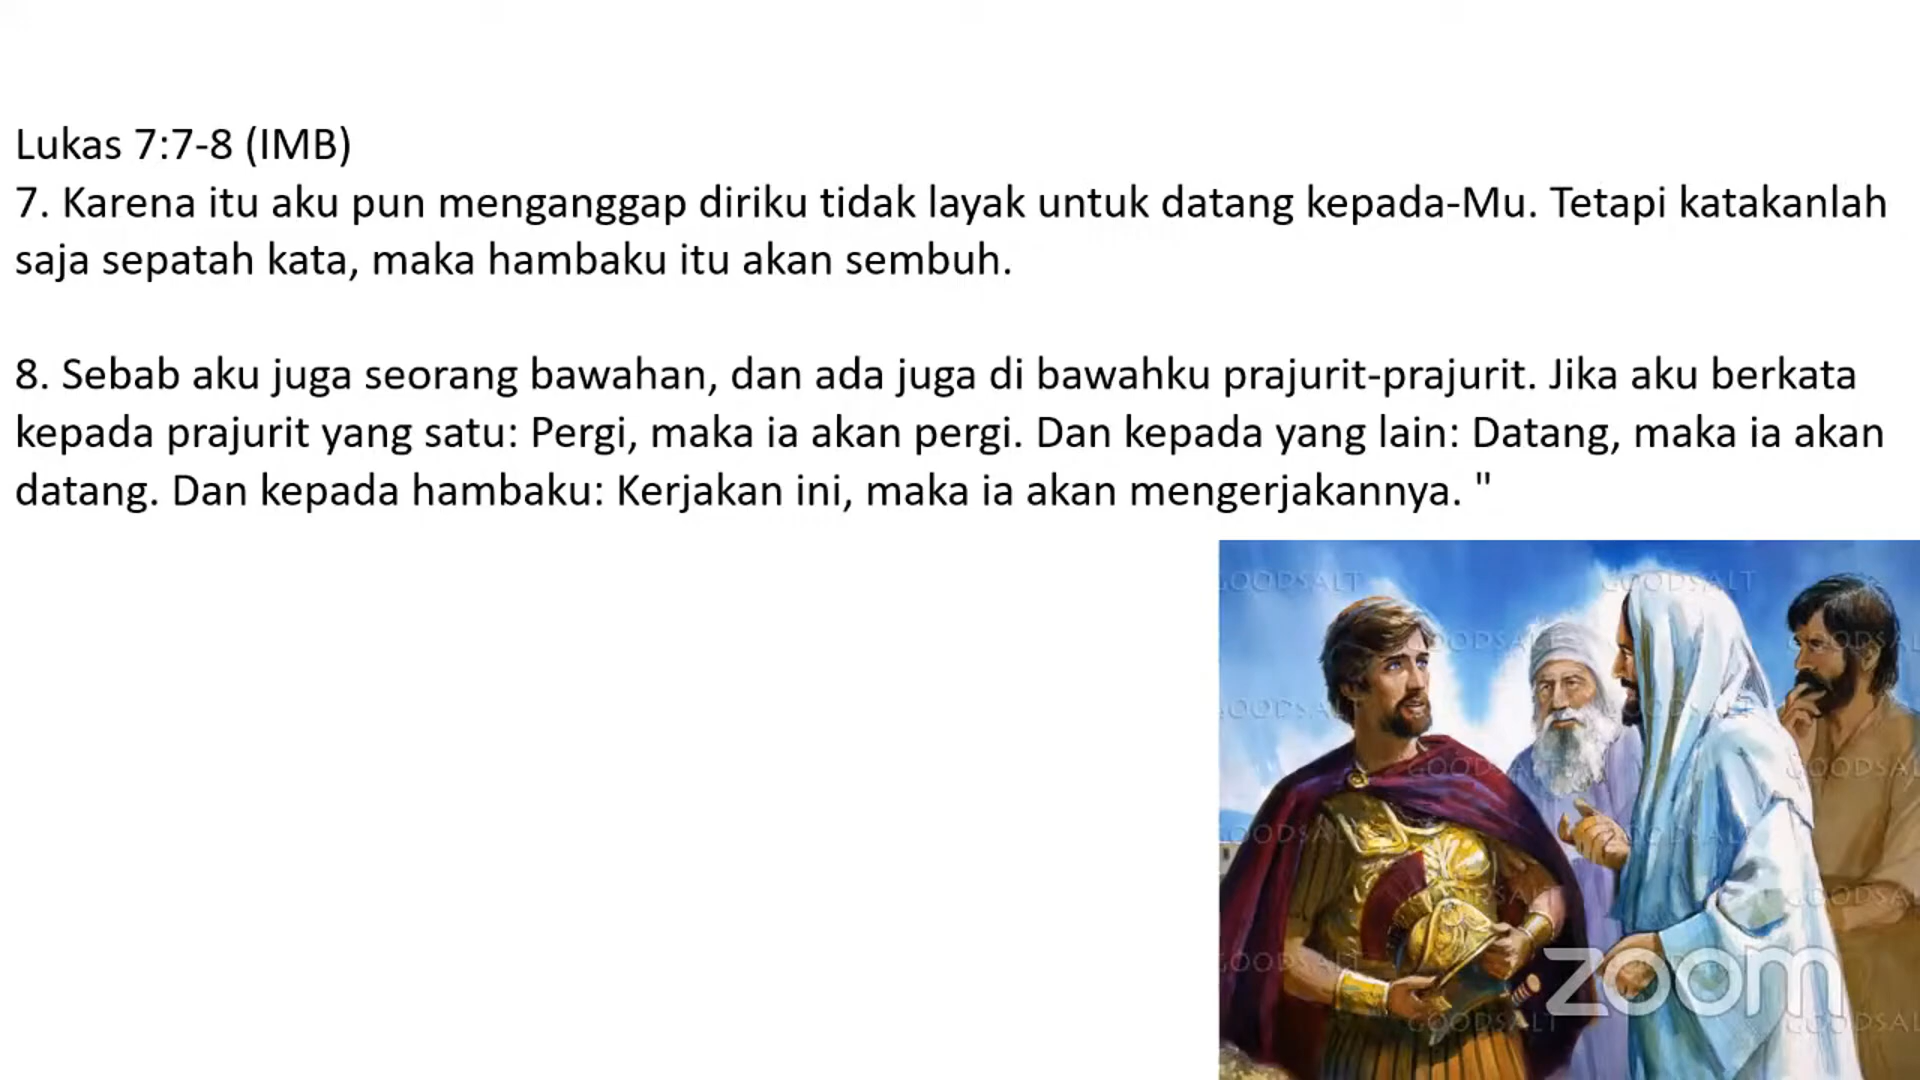 Lukas 7:7-8 (IMB)
7. Karena itu aku pun menganggap diriku tidak layak untuk datang kepada-Mu. Tetapi katakanlah
saja sepatah kata, maka hambaku itu akan sembuh.
8. Sebab aku juga seorang bawahan, dan ada juga di bawahku prajurit-prajurit. Jika aku berkata
kepada prajurit yang satu: Pergi, maka ia akan pergi. Dan kepada yang lain: Datang, maka ia akan
datang. Dan kepada hambaku: Kerjakan ini, maka ia akan mengerjakannya. "
GOODSALT
zoom